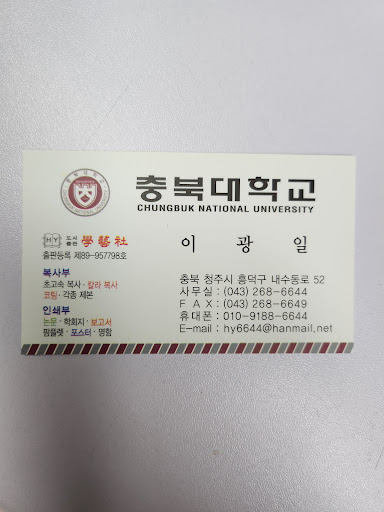 충북대학교
CHUNGBUK NATIONAL UNIVERSITY
HY 도서출판 學藝社
출판등록 제89-957798호
이 광 일
복사부
초고속 복사 · 칼라 복사
코팅 · 각종 제본
인쇄부
논문 · 학회지 · 보고서
팜플렛 · 포스터 · 명함
충북 청주시 흥덕구 내수동로 52
사무실 : (043) 268-6644
F A X : (043) 268-6649
휴대폰 : 010-9188-6644
E-mail : hy6644@hanmail.net